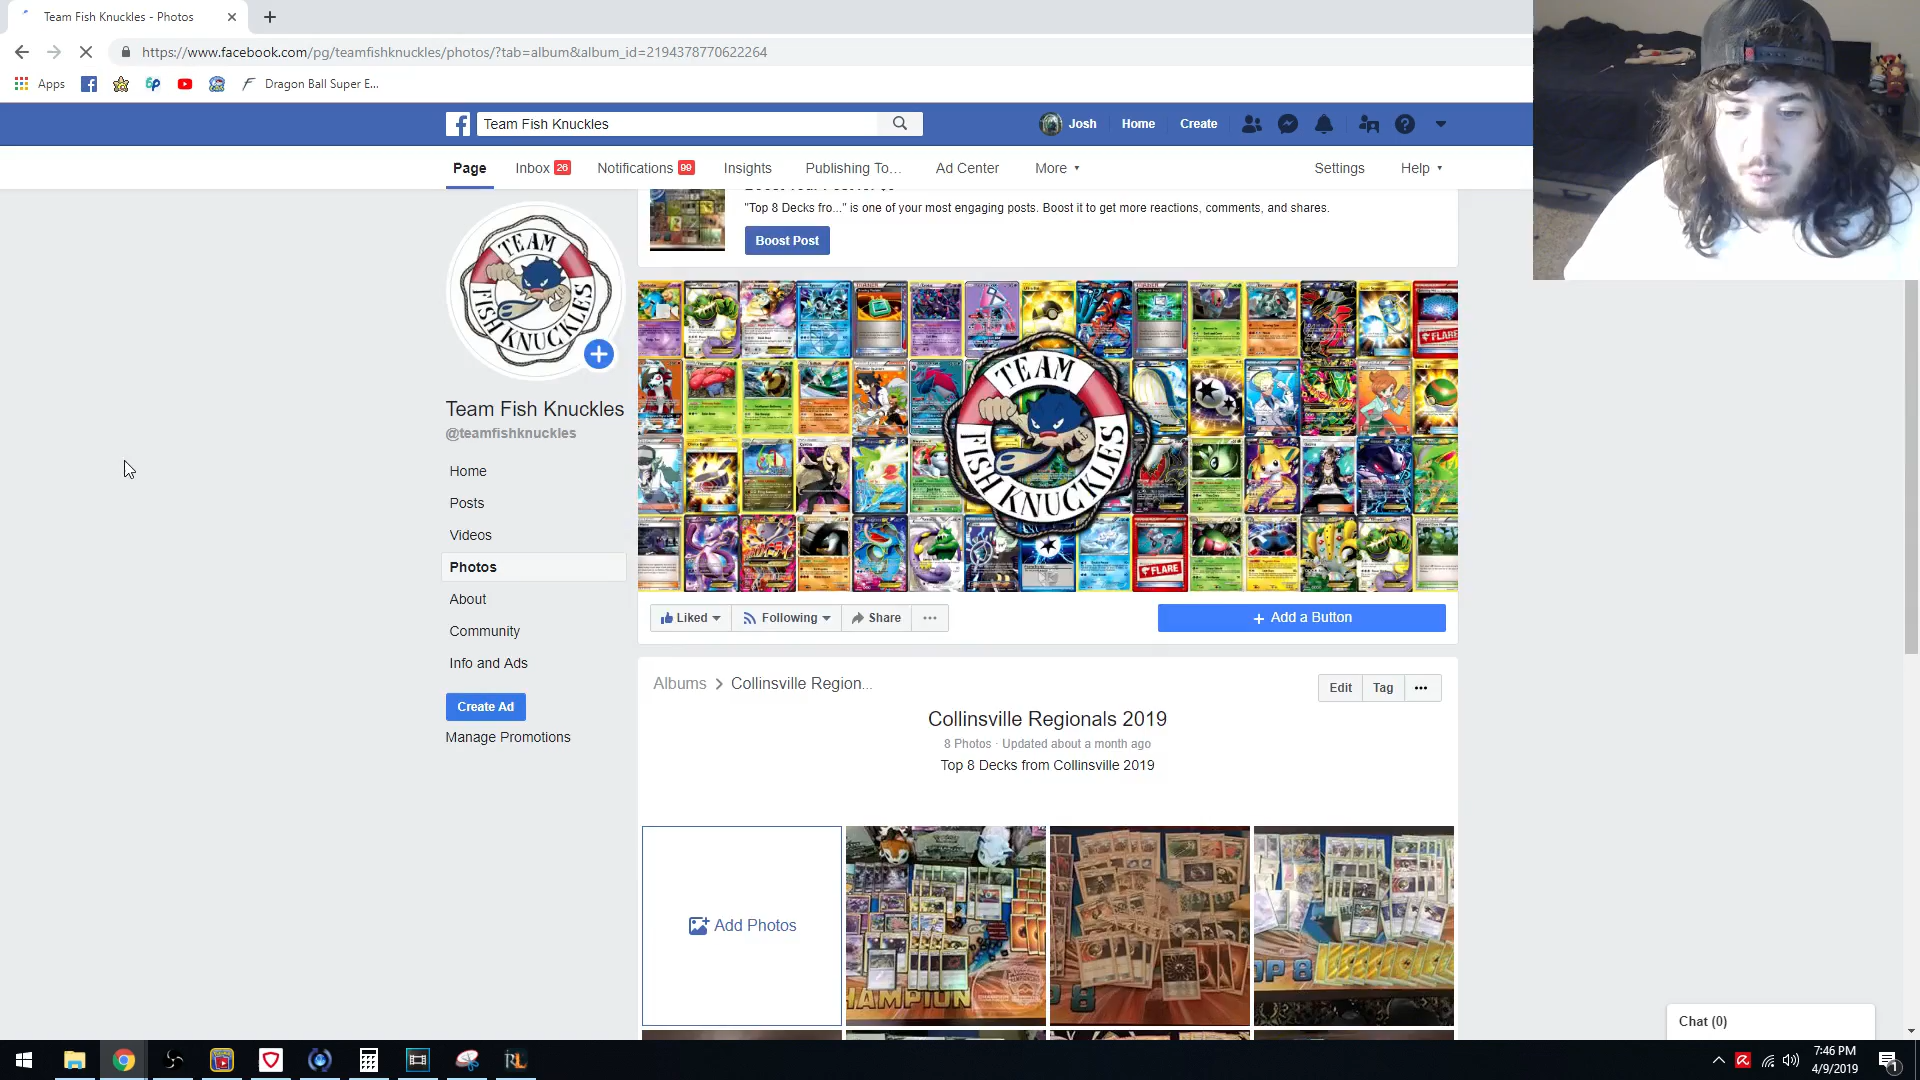 Team Fish Knuckles - Photos
https://www.facebook.com/pg/teamfishknuckles/photos/?tab=album&album_id=2194378770622264
Apps
Dragon Ball Super E...
Team Fish Knuckles
Josh
Home
Create
Page
Inbox 26
Notifications 99
Insights
Publishing To...
Ad Center
More
Settings
Help
"Top 8 Decks fro..." is one of your most engaging posts. Boost it to get more reactions, comments, and shares.
Boost Post
TEAM
FISH KNUCKLES
Team Fish Knuckles
@teamfishknuckles
Home
Posts
Videos
Photos
About
Community
Info and Ads
Create Ad
Manage Promotions
TEAM
FISH KNUCKLES
FLARE
FLARE
Liked
Following
Share
Add a Button
Albums > Collinsville Region...
Edit
Tag
Collinsville Regionals 2019
8 Photos · Updated about a month ago
Top 8 Decks from Collinsville 2019
Add Photos
Chat (0)
7:46 PM
4/9/2019